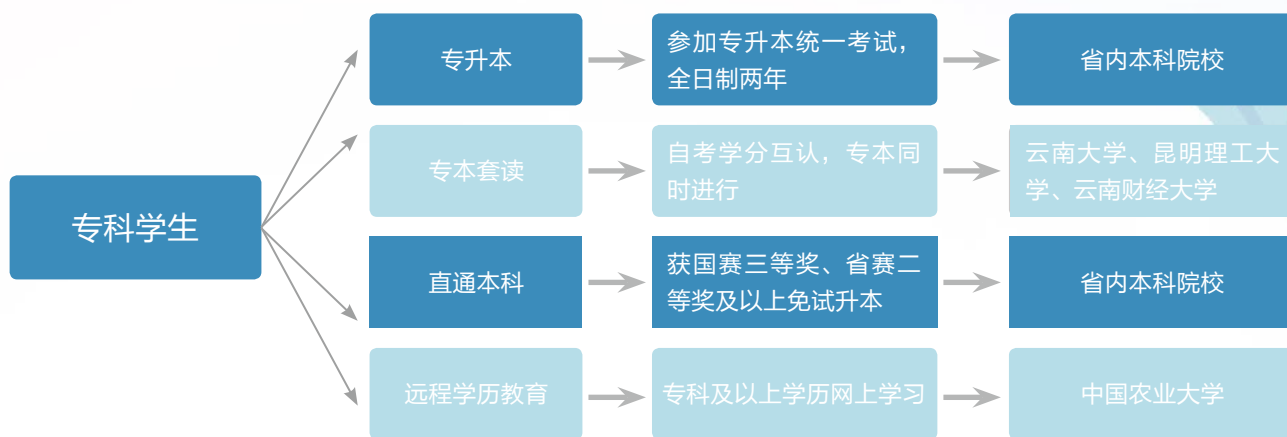 专升本
参加专升本统一考试，
全日制两年
省内本科院校
专本套读
自考学分互认，专本同
时进行
云南大学、昆明理工大
学、云南财经大学
专科学生
直通本科
获国赛三等奖、省赛二
等奖及以上免试升本
省内本科院校
远程学历教育
专科及以上学历网上学习
中国农业大学